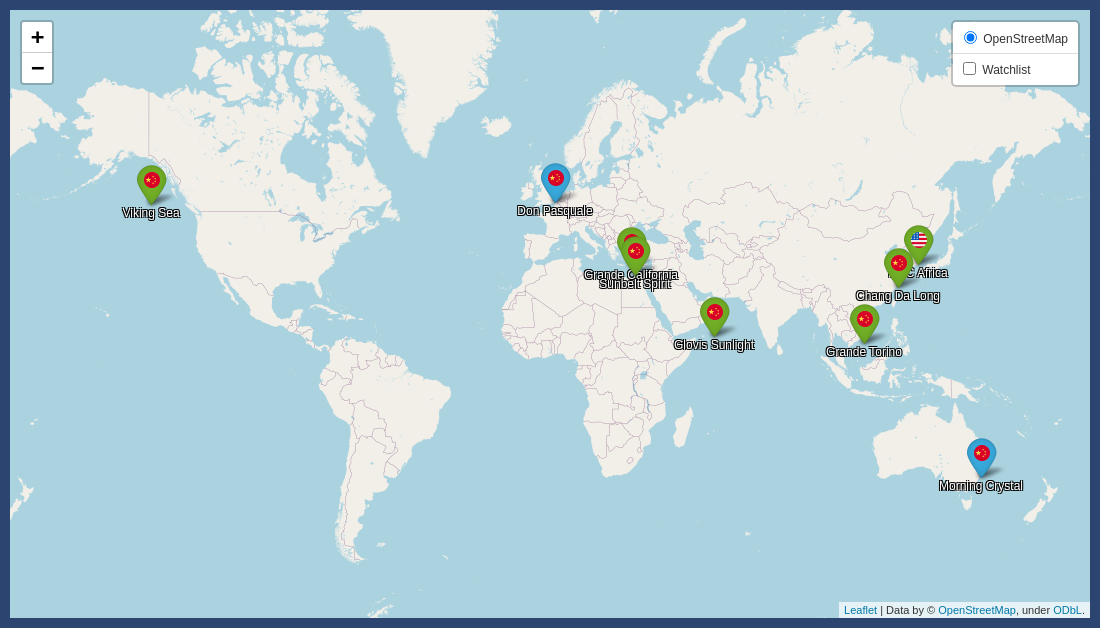 +
−
OpenStreetMap
Watchlist
Viking Sea
Don Pasquale
Grande California
Sunbelt Spirit
Africa
Chang Da Long
Glovis Sunlight
Grande Torino
Morning Crystal
Leaflet | Data by © OpenStreetMap, under ODbL.